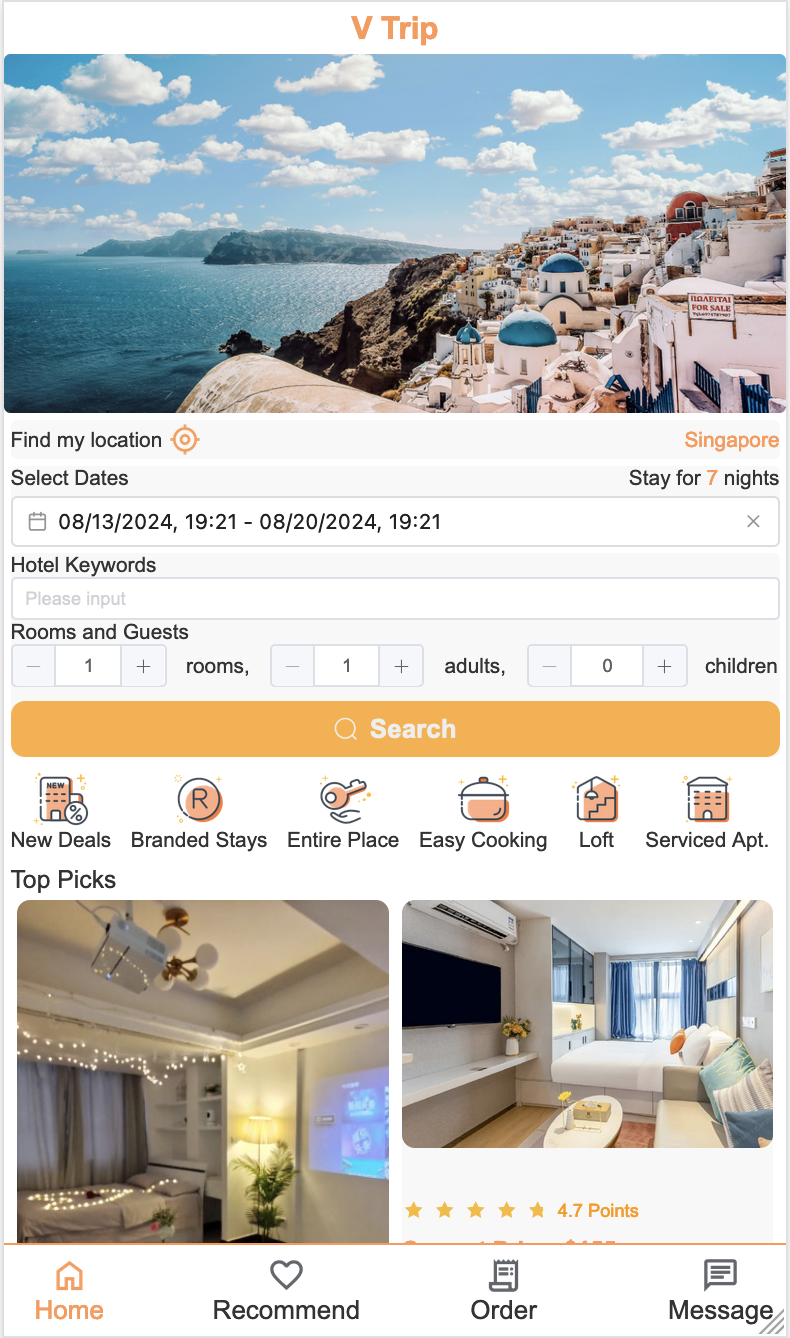 V Trip
ΠΩΛΕΙΤΑΙ
FOR SALE
Find my location
Singapore
Select Dates
Stay for 7 nights
08/13/2024, 19:21 - 08/20/2024, 19:21
Hotel Keywords
Please input
Rooms and Guests
1 rooms, 1 adults, 0 children
Search
NEW
%
R
New Deals
Branded Stays
Entire Place
Easy Cooking
Loft
Serviced Apt.
Top Picks
4.7 Points
Home
Recommend
Order
Message